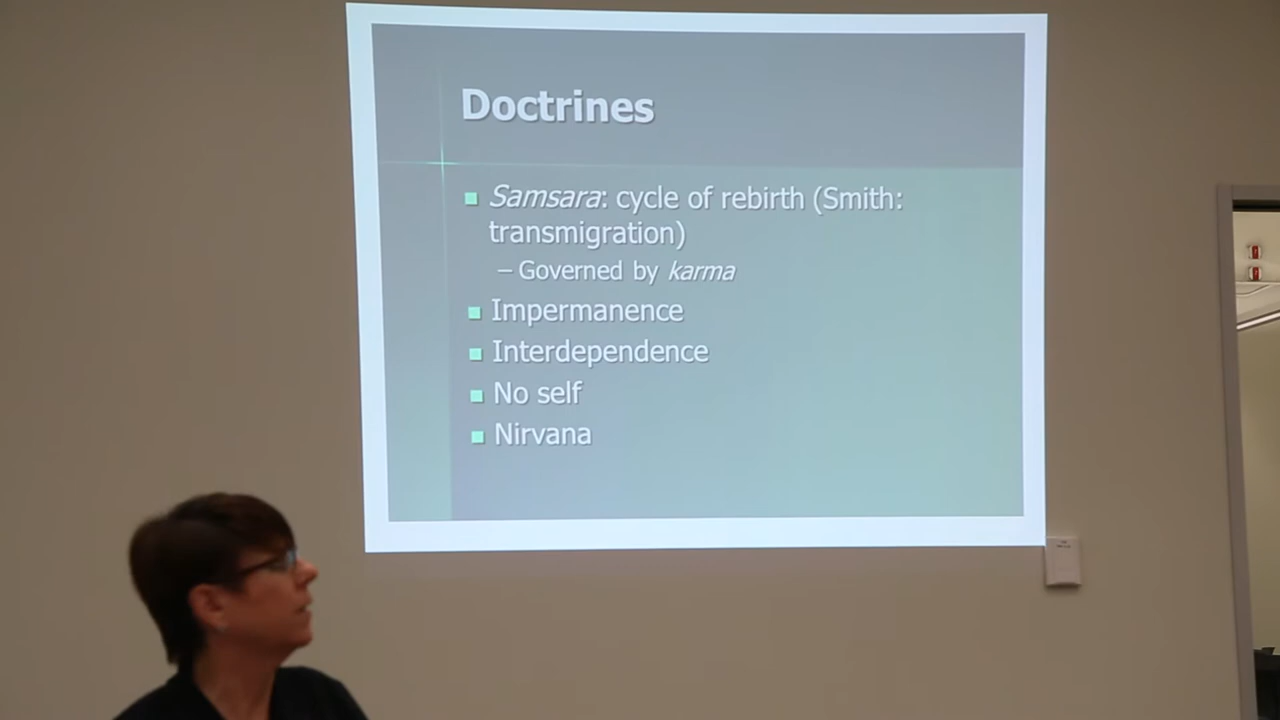 Doctrines
Samsara: cycle of rebirth (Smith:
transmigration)
– Governed by karma
Impermanence
Interdependence
No self
Nirvana